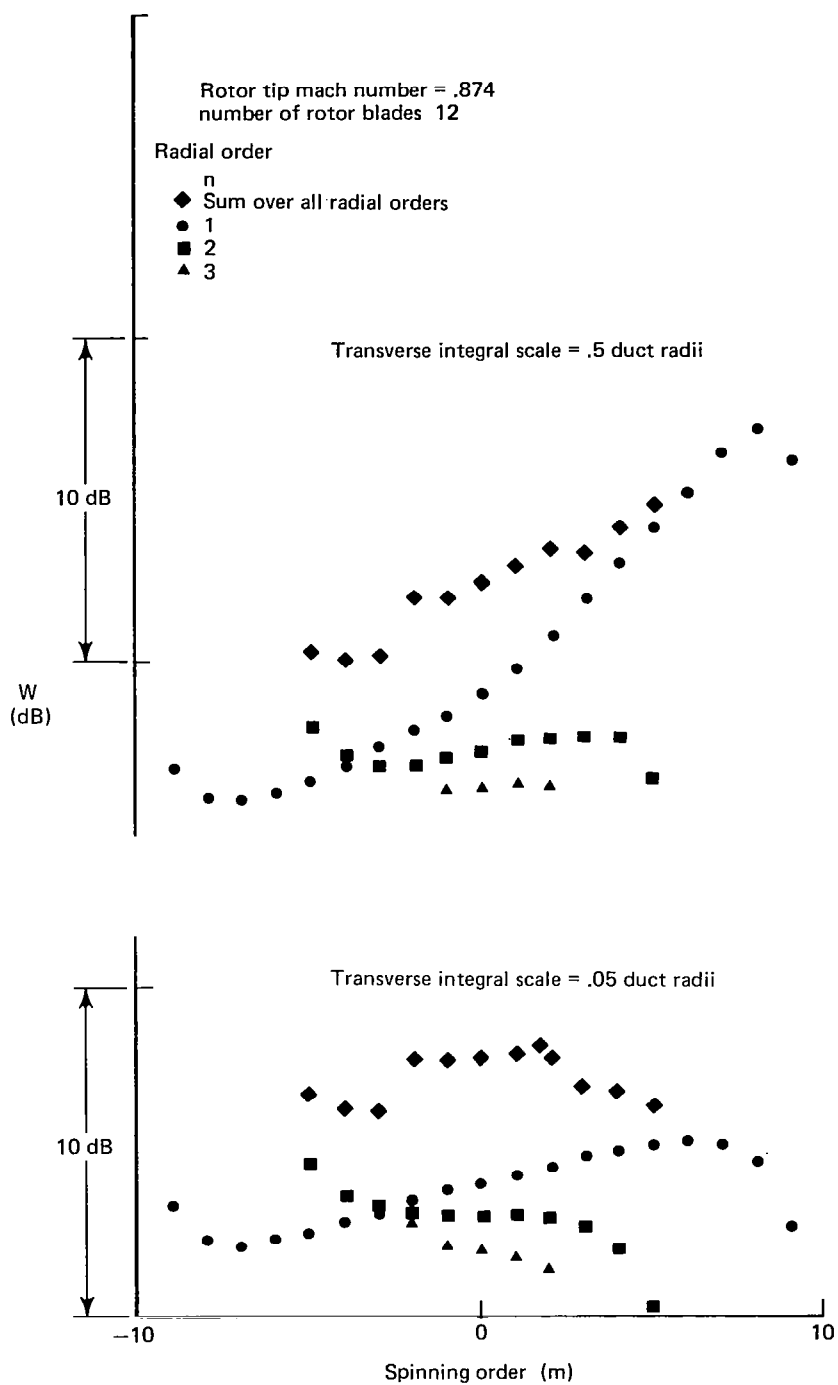 Rotor tip mach number = .874
number of rotor blades 12
Radial order
n
Sum over all radial orders
1
2
3
Transverse integral scale = .5 duct radii
10 dB
W
(dB)
Transverse integral scale = .05 duct radii
10 dB
−10
0
10
Spinning order (m)